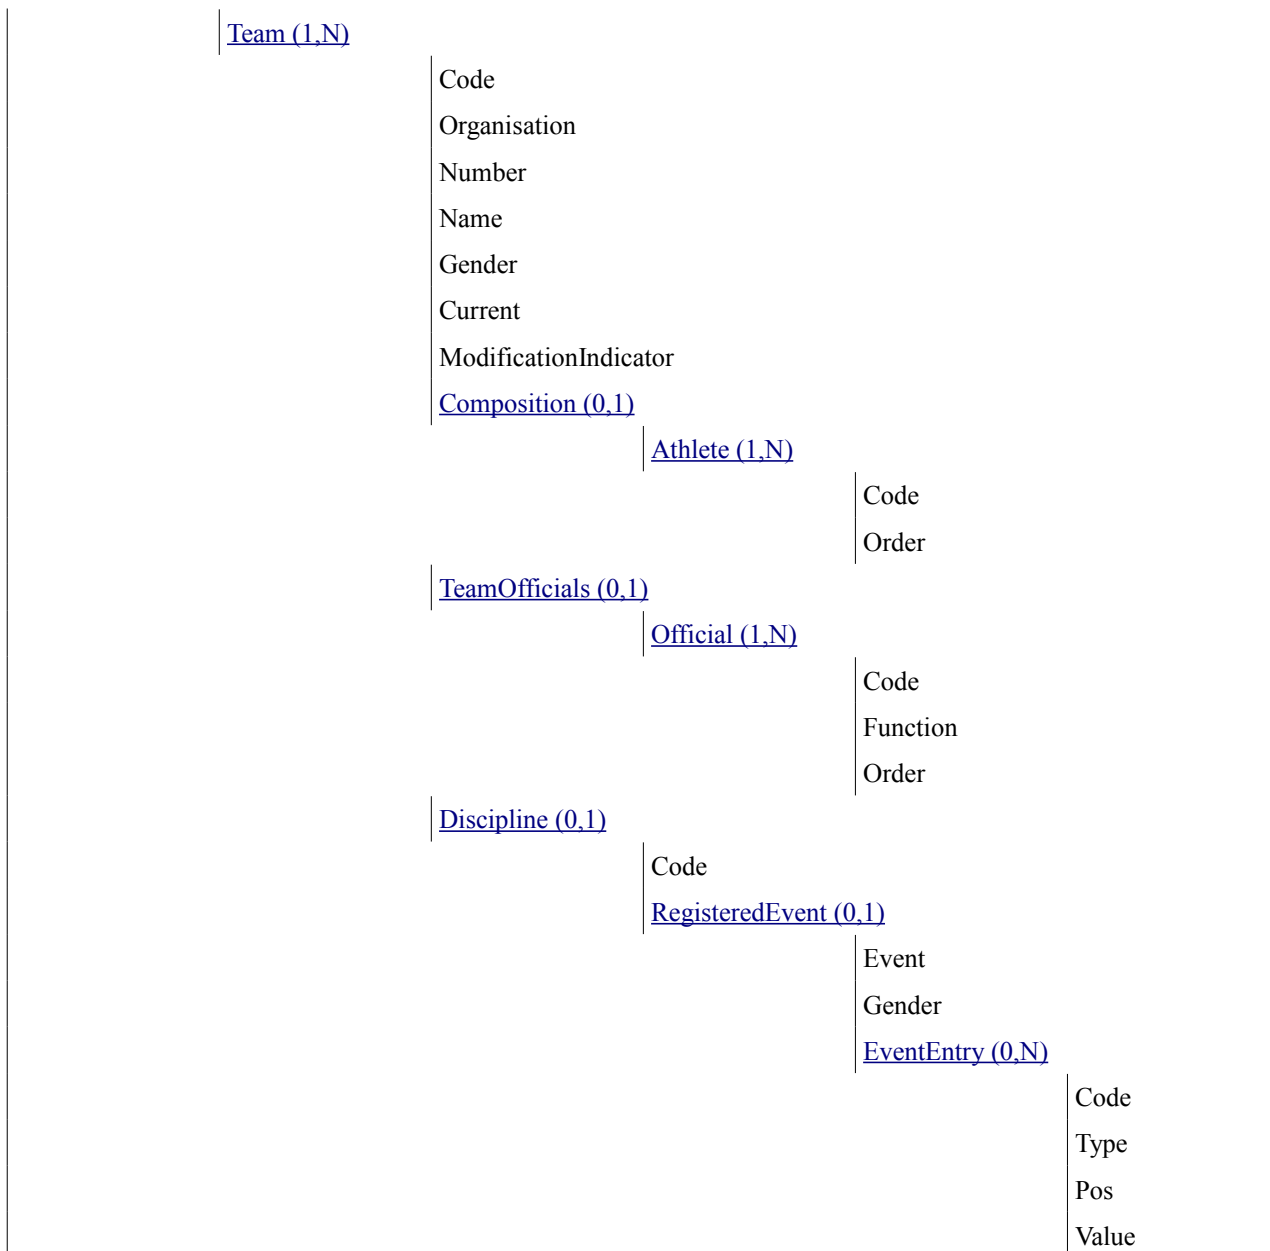 Team (1,N)
Code
Organisation
Number
Name
Gender
Current
ModificationIndicator
Composition (0,1)
Athlete (1,N)
Code
Order
TeamOfficials (0,1)
Official (1,N)
Code
Function
Order
Discipline (0,1)
Code
RegisteredEvent (0,1)
Event
Gender
EventEntry (0,N)
Code
Type
Pos
Value